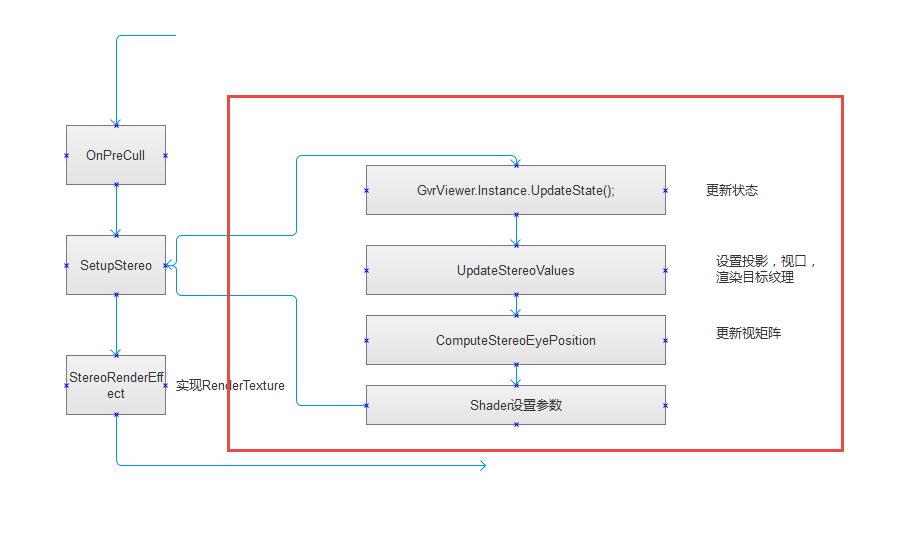 OnPreCull
GvrViewer.Instance.UpdateState();
更新状态
SetupStereo
UpdateStereoValues
设置投影，视口，
渲染目标纹理
ComputeStereoEyePosition
更新视矩阵
StereoRenderEff
ect
实现RenderTexture
Shader设置参数